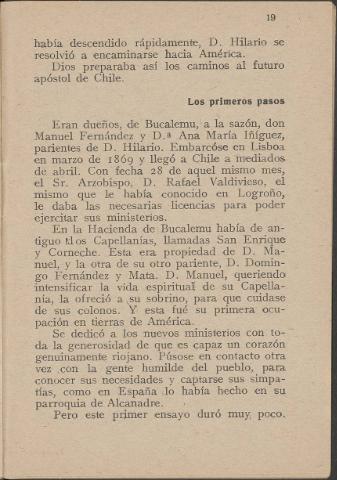 19
había descendido rápidamente, D. Hilario se
resolvió a encaminarse hacia América.
Dios preparaba así los caminos al futuro
apóstol de Chile.
Los primeros pasos
Eran dueños, de Bucalemu, a la sazón, don
Manuel Fernández y D.ª Ana María Iñíguez,
parientes de D. Hilario. Embarcóse en Lisboa
en marzo de 1869 y llegó a Chile a mediados
de abril. Con fecha 28 de aquel mismo mes,
el Sr. Arzobispo, D. Rafael Valdivieso, el
mismo que le había conocido en Logroño,
le daba las necesarias licencias para poder
ejercitar sus ministerios.
En la Hacienda de Bucalemu había de an-
tiguo dos Capellanías, llamadas San Enrique
y Corneche. Esta era propiedad de D. Ma-
nuel, y la otra de su otro pariente, D. Domin-
go Fernández y Mata. D. Manuel, queriendo
intensificar la vida espiritual de su Capella-
nía, la ofreció a su sobrino, para que cuidase
de sus colonos. Y esta fué su primera ocu-
pación en tierras de América.
Se dedicó a los nuevos ministerios con to-
da la generosidad de que es capaz un corazón
genuinamente riojano. Púsose en contacto otra
vez con la gente humilde del pueblo, para
conocer sus necesidades y captarse sus simpa-
tías, como en España lo había hecho en su
parroquia de Alcanadre.
Pero este primer ensayo duró muy poco.